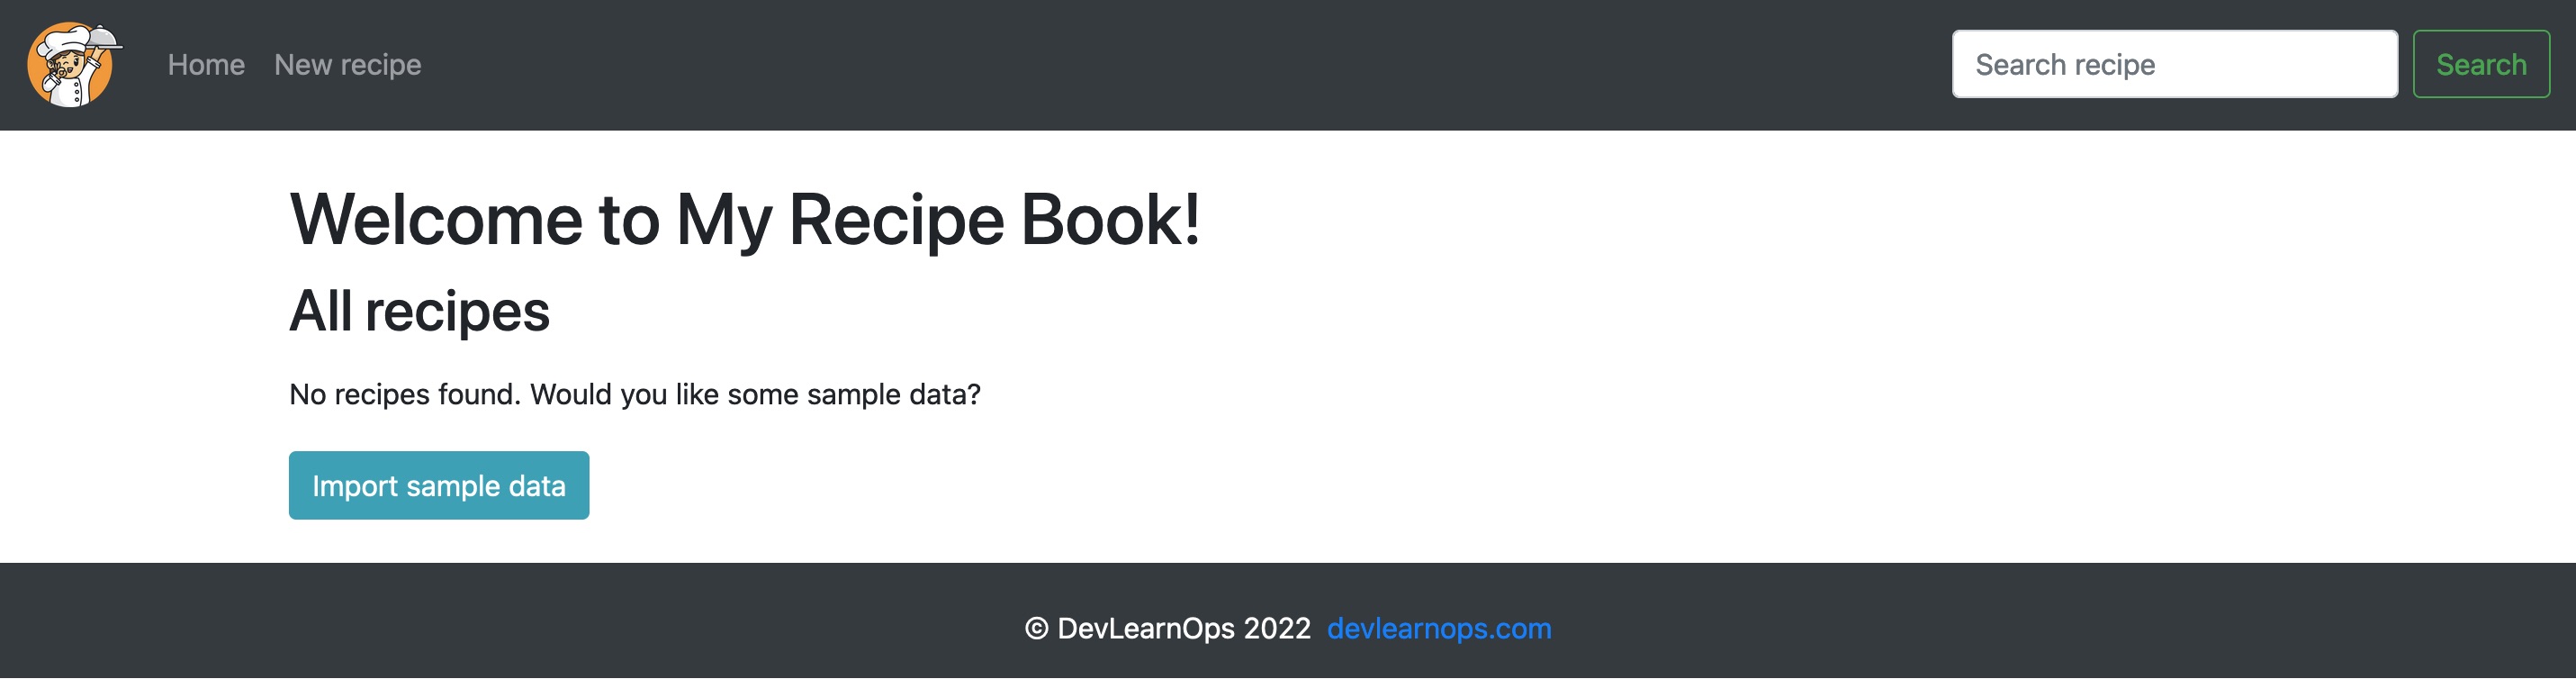 Home New recipe Search recipe Search
Welcome to My Recipe Book!
All recipes
No recipes found. Would you like some sample data?
Import sample data
© DevLearnOps 2022 devlearnops.com